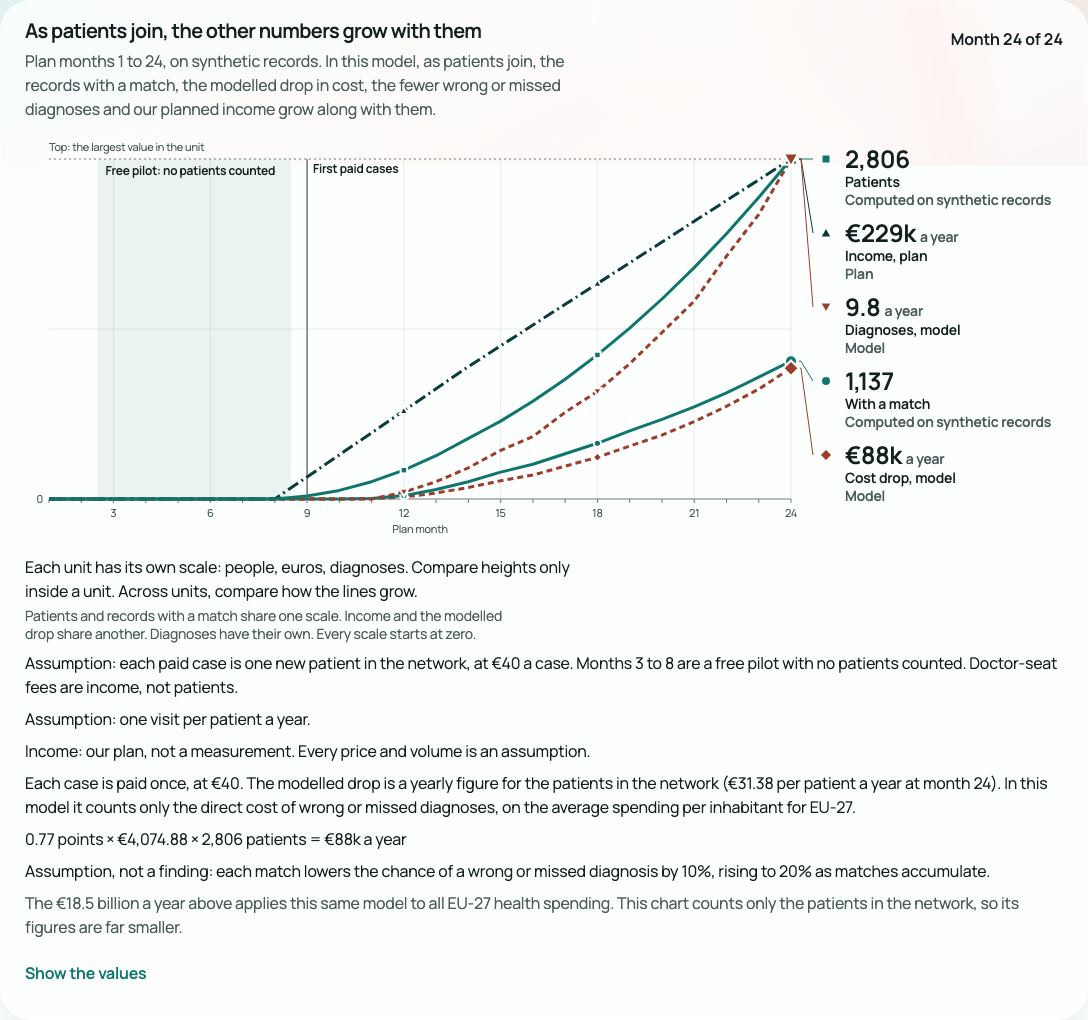 As patients join, the other numbers grow with them
Month 24 of 24
Plan months 1 to 24, on synthetic records. In this model, as patients join, the
records with a match, the modelled drop in cost, the fewer wrong or missed
diagnoses and our planned income grow along with them.
Top: the largest value in the unit
Free pilot: no patients counted
First paid cases
2,806
Patients
Computed on synthetic records
€229k a year
Income, plan
Plan
9.8 a year
Diagnoses, model
Model
1,137
With a match
Computed on synthetic records
€88k a year
Cost drop, model
Model
0
3 6 9 12 15 18 21 24
Plan month
Each unit has its own scale: people, euros, diagnoses. Compare heights only
inside a unit. Across units, compare how the lines grow.
Patients and records with a match share one scale. Income and the modelled
drop share another. Diagnoses have their own. Every scale starts at zero.
Assumption: each paid case is one new patient in the network, at €40 a case. Months 3 to 8 are a free pilot with no patients counted. Doctor-seat
fees are income, not patients.
Assumption: one visit per patient a year.
Income: our plan, not a measurement. Every price and volume is an assumption.
Each case is paid once, at €40. The modelled drop is a yearly figure for the patients in the network (€31.38 per patient a year at month 24). In this
model it counts only the direct cost of wrong or missed diagnoses, on the average spending per inhabitant for EU-27.
0.77 points × €4,074.88 × 2,806 patients = €88k a year
Assumption, not a finding: each match lowers the chance of a wrong or missed diagnosis by 10%, rising to 20% as matches accumulate.
The €18.5 billion a year above applies this same model to all EU-27 health spending. This chart counts only the patients in the network, so its
figures are far smaller.
Show the values